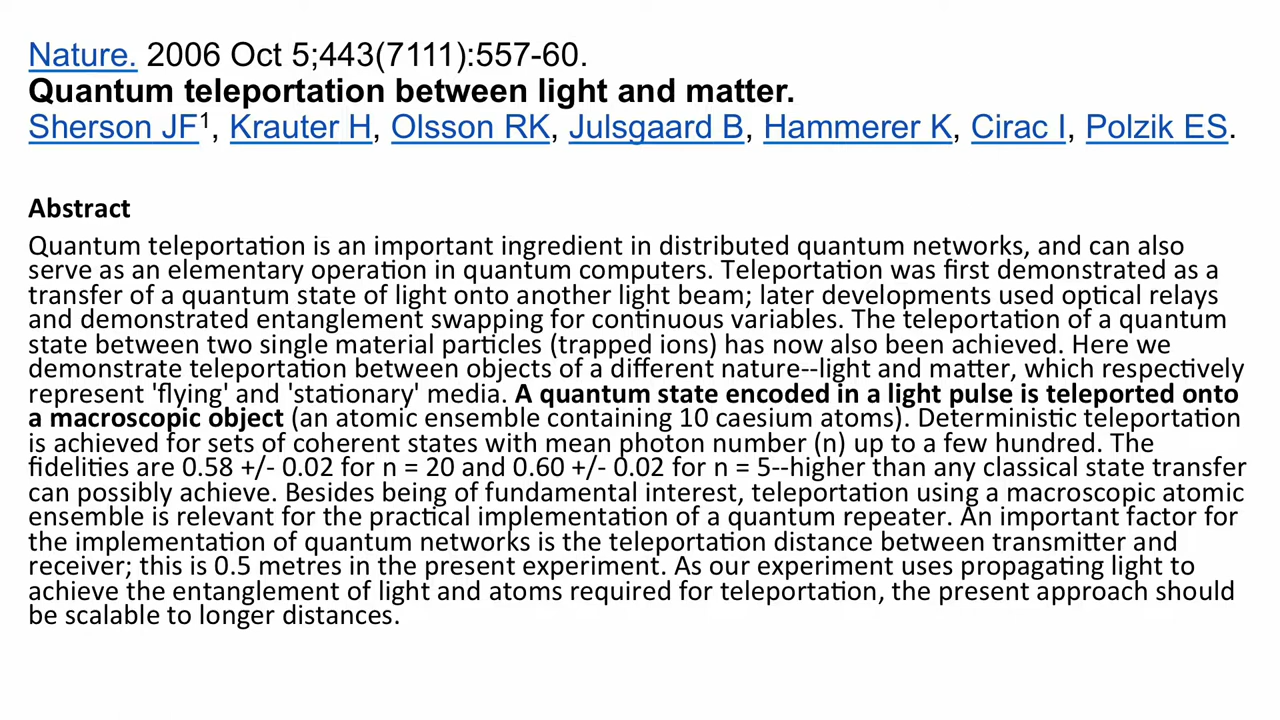 Nature. 2006 Oct 5;443(7111):557-60.
Quantum teleportation between light and matter.
Sherson JF1, Krauter H, Olsson RK, Julsgaard B, Hammerer K, Cirac I, Polzik ES.
Abstract
Quantum teleportation is an important ingredient in distributed quantum networks, and can also
serve as an elementary operation in quantum computers. Teleportation was first demonstrated as a
transfer of a quantum state of light onto another light beam; later developments used optical relays
and demonstrated entanglement swapping for continuous variables. The teleportation of a quantum
state between two single material particles (trapped ions) has now also been achieved. Here we
demonstrate teleportation between objects of a different nature--light and matter, which respectively
represent 'flying' and 'stationary' media. A quantum state encoded in a light pulse is teleported onto
a macroscopic object (an atomic ensemble containing 10 caesium atoms). Deterministic teleportation
is achieved for sets of coherent states with mean photon number (n) up to a few hundred. The
fidelities are 0.58 +/- 0.02 for n = 20 and 0.60 +/- 0.02 for n = 5--higher than any classical state transfer
can possibly achieve. Besides being of fundamental interest, teleportation using a macroscopic atomic
ensemble is relevant for the practical implementation of a quantum repeater. An important factor for
the implementation of quantum networks is the teleportation distance between transmitter and
receiver; this is 0.5 metres in the present experiment. As our experiment uses propagating light to
achieve the entanglement of light and atoms required for teleportation, the present approach should
be scalable to longer distances.